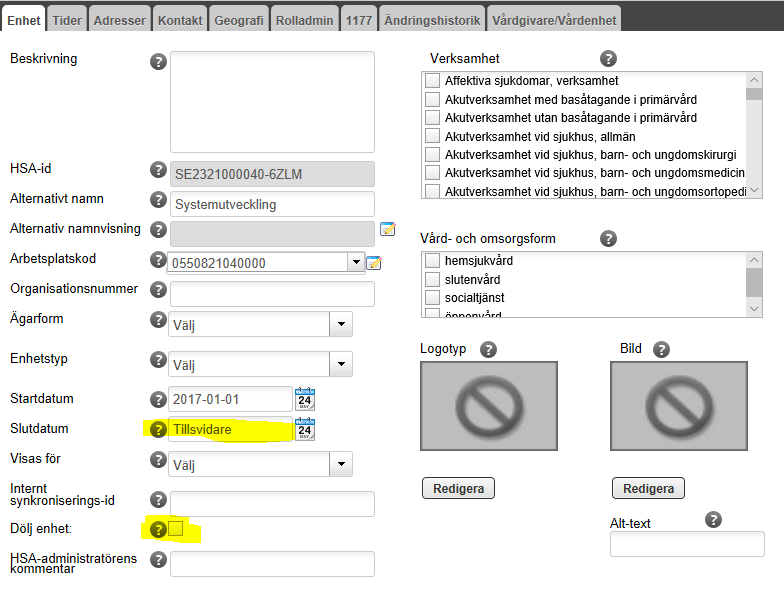 Enhet Tider Adresser Kontakt Geografi Rolladmin 1177 Ändringshistorik Vårdgivare/Vårdenhet
Beskrivning ?
HSA-id ? SE2321000040-6ZLM
Alternativt namn ? Systemutveckling
Alternativ namnvisning ?
Arbetsplatskod ? 0550821040000
Organisationsnummer ?
Ägarform ? Välj
Enhetstyp ? Välj
Startdatum ? 2017-01-01 24
Slutdatum ? Tillsvidare 24
Visas för ? Välj
Internt
synkroniserings-id ?
Dölj enhet: ?
HSA-administratörens ?
kommentar
Verksamhet ?
Affektiva sjukdomar, verksamhet
Akutverksamhet med basåtagande i primärvård
Akutverksamhet utan basåtagande i primärvård
Akutverksamhet vid sjukhus, allmän
Akutverksamhet vid sjukhus, barn- och ungdomskirurgi
Akutverksamhet vid sjukhus, barn- och ungdomsmedicin
Akutverksamhet vid sjukhus, barn- och ungdomsortopedi
Vård- och omsorgsform ?
hemsjukvård
slutenvård
socialtjänst
öppenvård
Logotyp ? Bild ?
Redigera Redigera
Alt-text ?